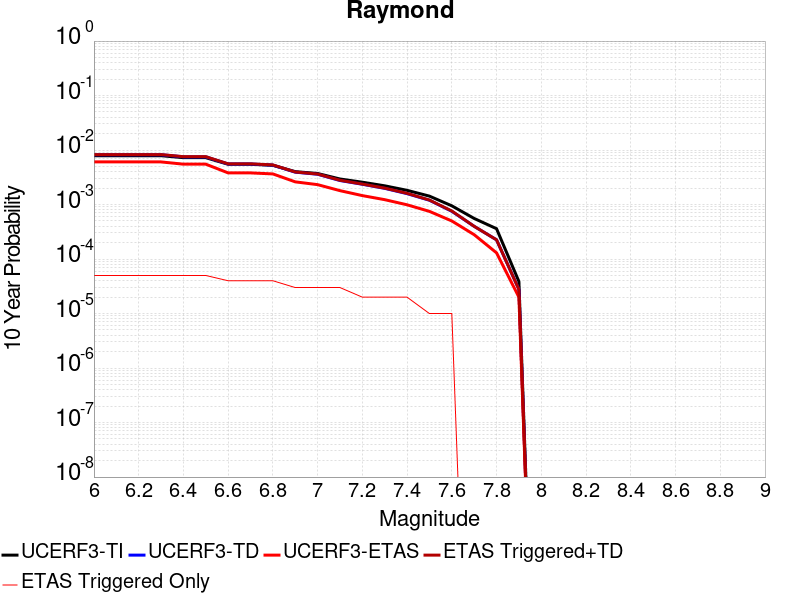 Raymond
10 Year Probability
10^0
10^-1
10^-2
10^-3
10^-4
10^-5
10^-6
10^-7
10^-8
6 6.2 6.4 6.6 6.8 7 7.2 7.4 7.6 7.8 8 8.2 8.4 8.6 8.8 9
Magnitude
UCERF3-TI UCERF3-TD UCERF3-ETAS ETAS Triggered+TD
ETAS Triggered Only